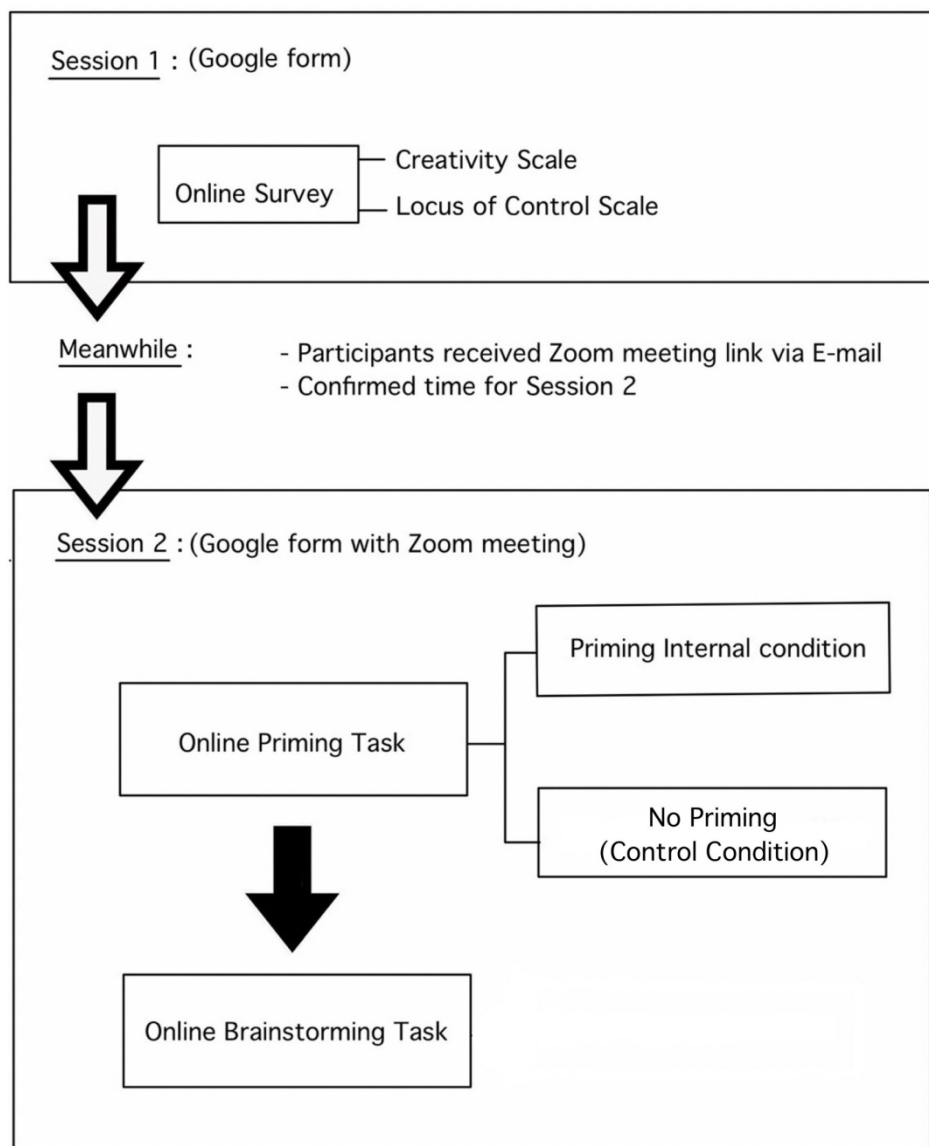 Session 1 : (Google form)
Online Survey
Creativity Scale
Locus of Control Scale
Meanwhile :
- Participants received Zoom meeting link via E-mail
- Confirmed time for Session 2
Session 2 : (Google form with Zoom meeting)
Priming Internal condition
Online Priming Task
No Priming
(Control Condition)
Online Brainstorming Task